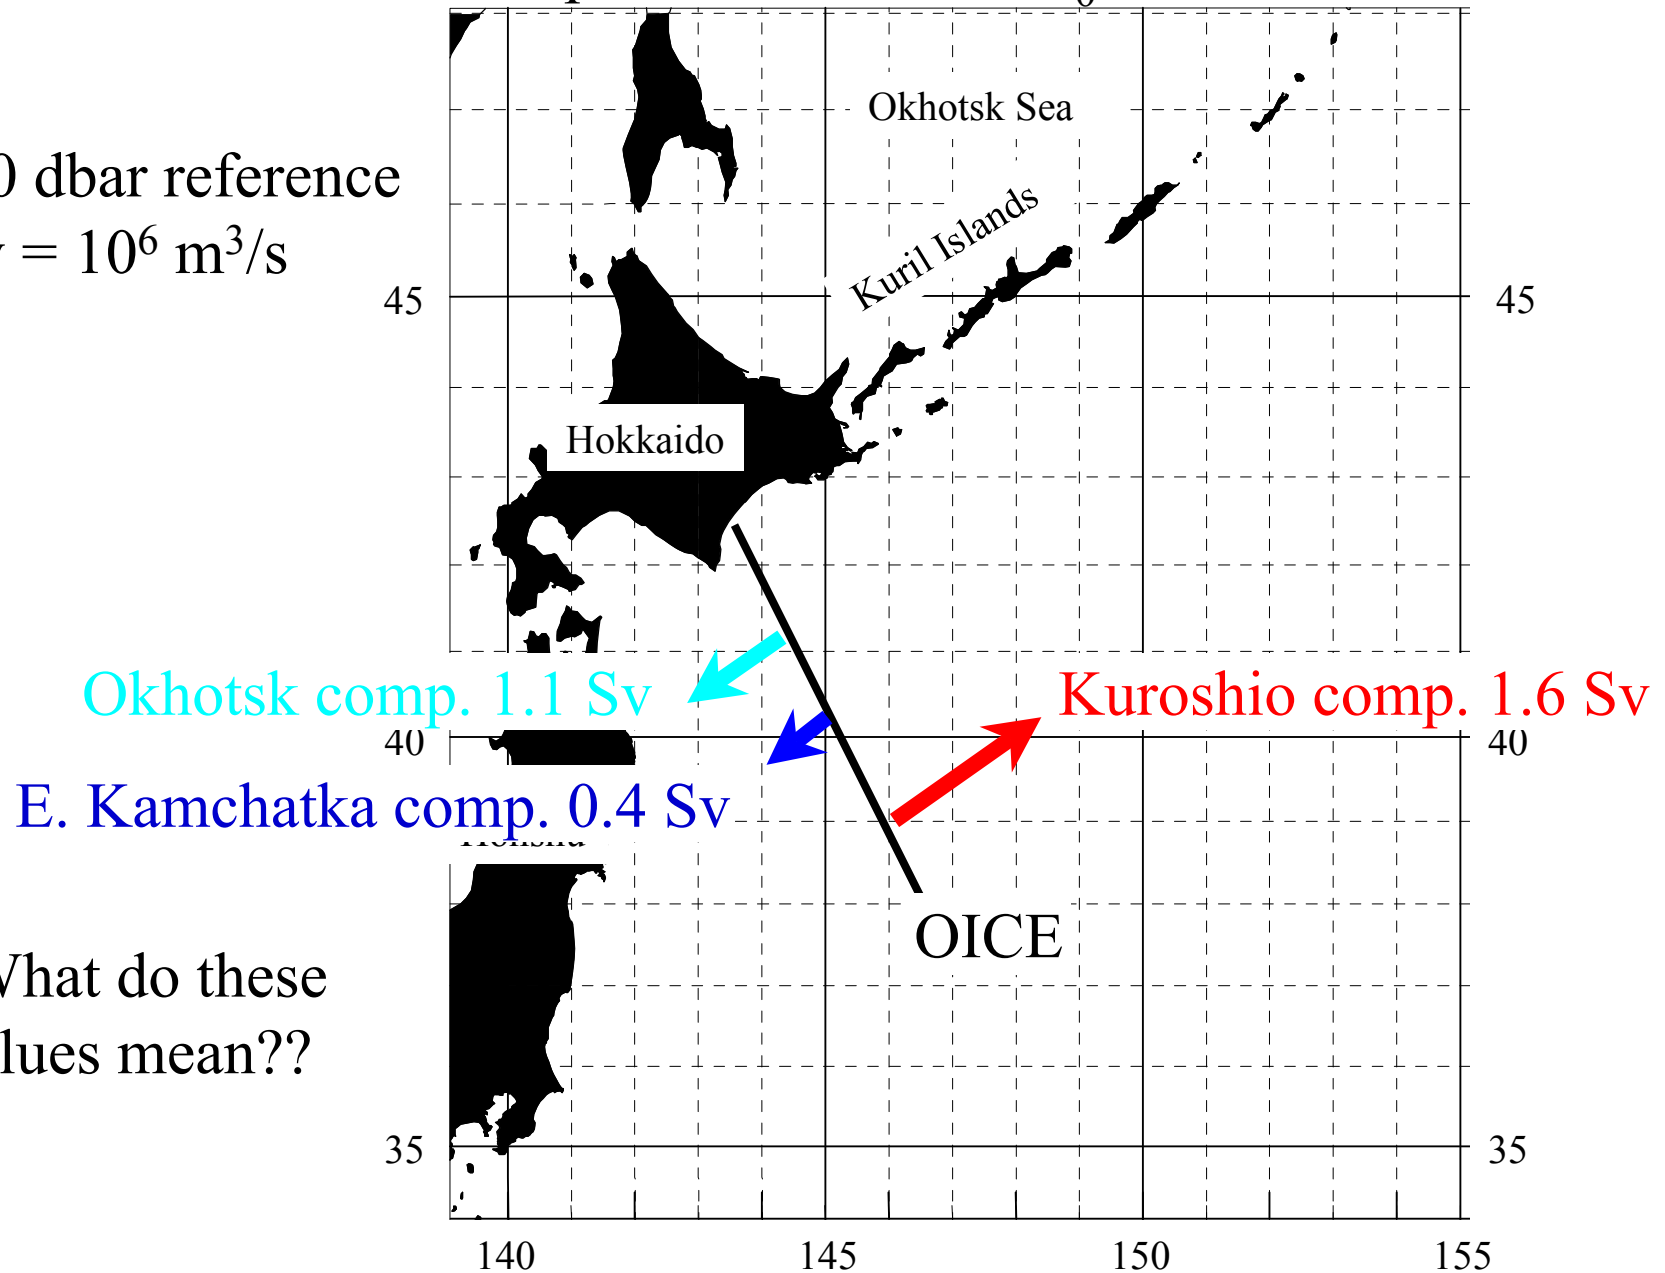 Okhotsk Sea
0 dbar reference
= 10⁶ m³/s
Kuril Islands
45 45
Hokkaido
Okhotsk comp. 1.1 Sv
Kuroshio comp. 1.6 Sv
40 40
E. Kamchatka comp. 0.4 Sv
OICE
What do these
lues mean??
35 35
140 145 150 155